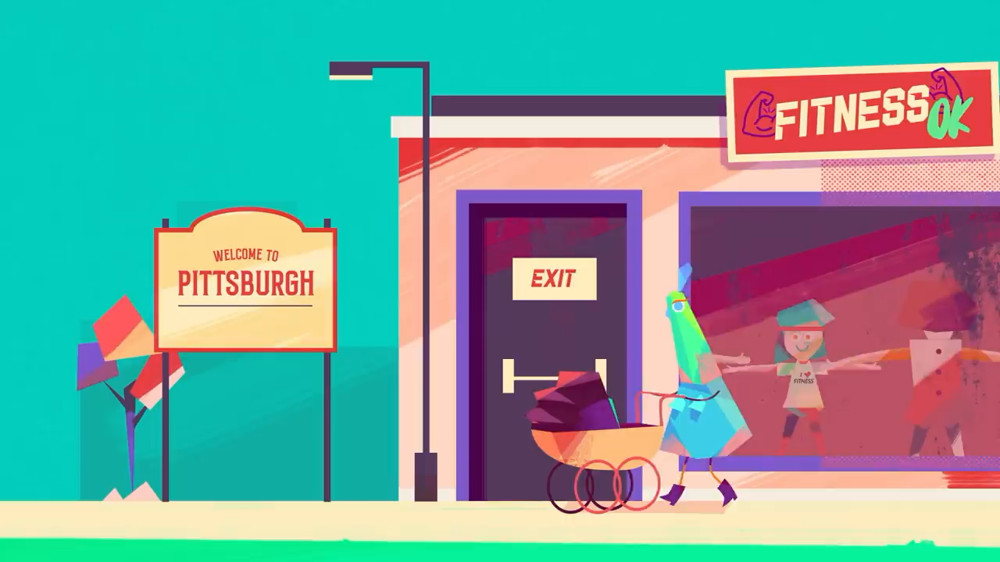 WELCOME TO
PITTSBURGH
EXIT
FITNESS OK
I ❤
FITNESS